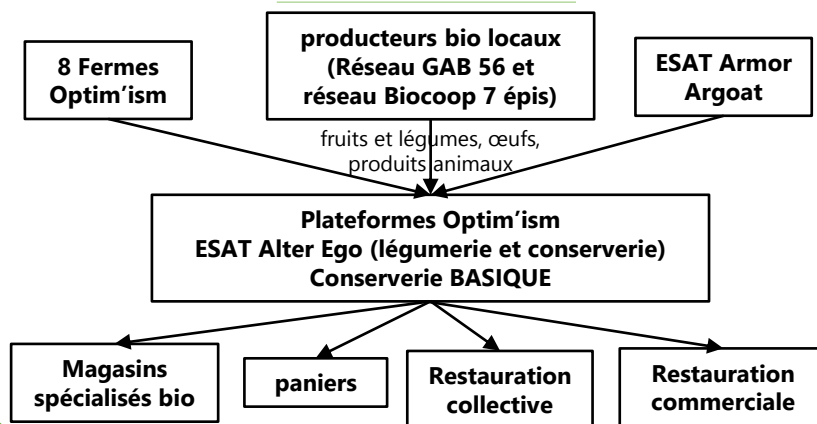 8 Fermes
Optim’ism
producteurs bio locaux
(Réseau GAB 56 et
réseau Biocoop 7 épis)
ESAT Armor
Argoat
fruits et légumes, œufs,
produits animaux
Plateformes Optim’ism
ESAT Alter Ego (légumerie et conserverie)
Conserverie BASIQUE
Magasins
spécialisés bio
paniers
Restauration
collective
Restauration
commerciale